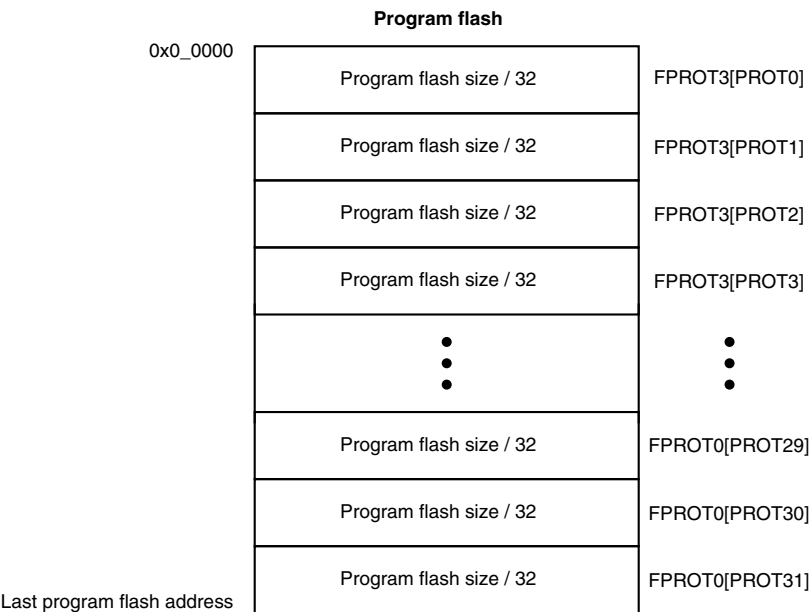 Program flash
0x0_0000
Program flash size / 32 FPROT3[PROT0]
Program flash size / 32 FPROT3[PROT1]
Program flash size / 32 FPROT3[PROT2]
Program flash size / 32 FPROT3[PROT3]
Program flash size / 32 FPROT0[PROT29]
Program flash size / 32 FPROT0[PROT30]
Program flash size / 32 FPROT0[PROT31]
Last program flash address